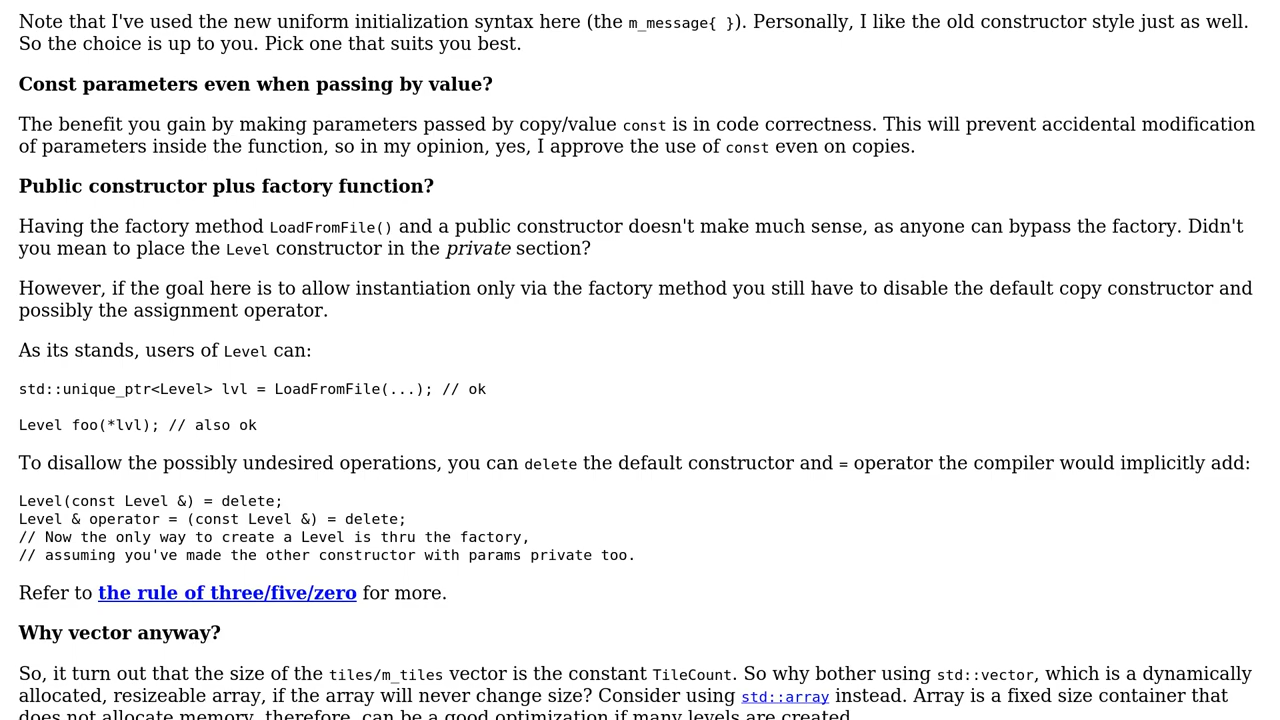 Note that I've used the new uniform initialization syntax here (the m_message{ }). Personally, I like the old constructor style just as well.
So the choice is up to you. Pick one that suits you best.
Const parameters even when passing by value?
The benefit you gain by making parameters passed by copy/value const is in code correctness. This will prevent accidental modification
of parameters inside the function, so in my opinion, yes, I approve the use of const even on copies.
Public constructor plus factory function?
Having the factory method LoadFromFile() and a public constructor doesn't make much sense, as anyone can bypass the factory. Didn't
you mean to place the Level constructor in the private section?
However, if the goal here is to allow instantiation only via the factory method you still have to disable the default copy constructor and
possibly the assignment operator.
As its stands, users of Level can:
std::unique_ptr<Level> lvl = LoadFromFile(...); // ok
Level foo(*lvl); // also ok
To disallow the possibly undesired operations, you can delete the default constructor and = operator the compiler would implicitly add:
Level(const Level &) = delete;
Level & operator = (const Level &) = delete;
// Now the only way to create a Level is thru the factory,
// assuming you've made the other constructor with params private too.
Refer to the rule of three/five/zero for more.
Why vector anyway?
So, it turn out that the size of the tiles/m_tiles vector is the constant TileCount. So why bother using std::vector, which is a dynamically
allocated, resizeable array, if the array will never change size? Consider using std::array instead. Array is a fixed size container that
does not allocate memory, therefore, can be a good optimization if many levels are created.